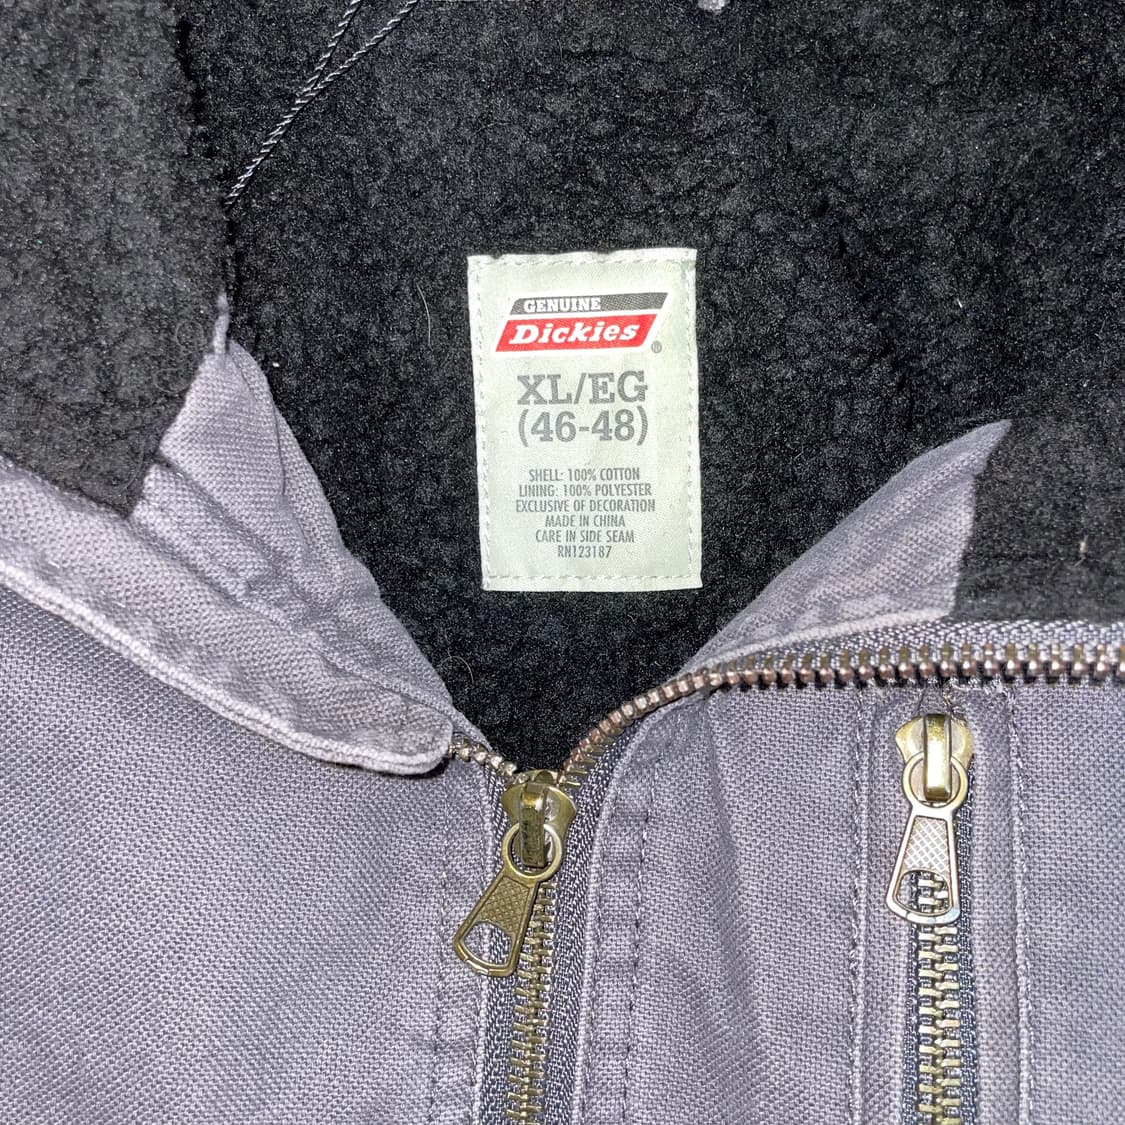 GENUINE
Dickies
®
XL/EG
(46-48)
SHELL: 100% COTTON
LINING: 100% POLYESTER
EXCLUSIVE OF DECORATION
MADE IN CHINA
CARE IN SIDE SEAM
RN123187